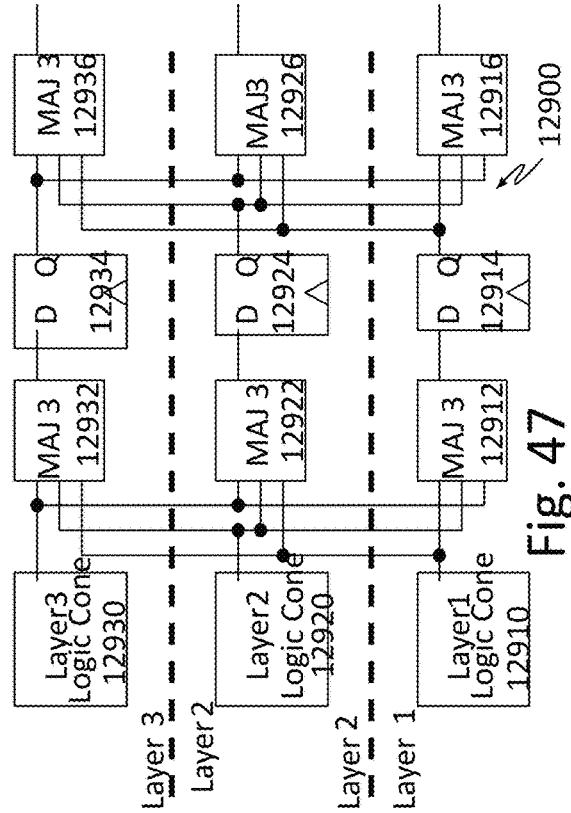 Layer3
Logic Cone
12930
MAJ 3
12932
D Q
12934
MAJ 3
12936
Layer 3
Layer 2
Layer2
Logic Cone
12920
MAJ 3
12922
D Q
12924
MAJ3
12926
Layer 2
Layer 1
Layer1
Logic Cone
12910
MAJ 3
12912
D Q
12914
MAJ3
12916
12900
Fig. 47